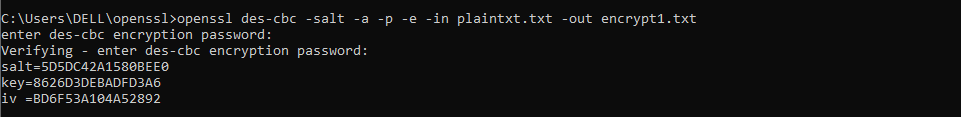 C:\Users\DELL\openssl>openssl des-cbc -salt -a -p -e -in plaintxt.txt -out encrypt1.txt
enter des-cbc encryption password:
Verifying - enter des-cbc encryption password:
salt=5D5DC42A1580BEE0
key=8626D3DEBADFD3A6
iv =BD6F53A104A52892